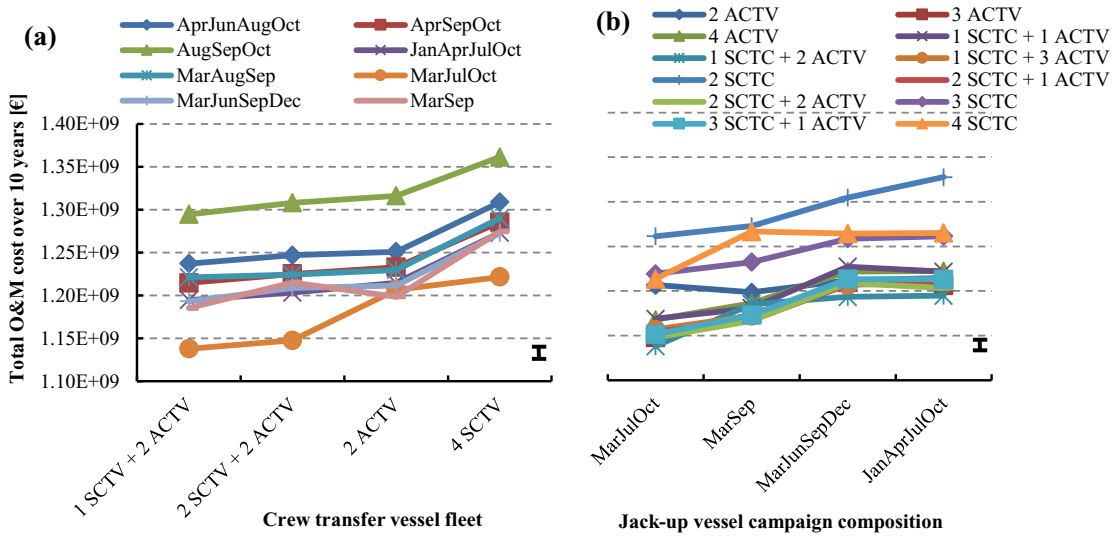 (a)
AprJunAugOct
AprSepOct
AugSepOct
JanAprJulOct
MarAugSep
MarJulOct
MarJunSepDec
MarSep
Total O&M cost over 10 years [€]
1.40E+09
1.35E+09
1.30E+09
1.25E+09
1.20E+09
1.15E+09
1.10E+09
1 SCTV + 2 ACTV
2 SCTV + 2 ACTV
2 ACTV
4 SCTV
Crew transfer vessel fleet
(b)
2 ACTV
3 ACTV
4 ACTV
1 SCTC + 1 ACTV
1 SCTC + 2 ACTV
1 SCTC + 3 ACTV
2 SCTC
2 SCTC + 1 ACTV
2 SCTC + 2 ACTV
3 SCTC
3 SCTC + 1 ACTV
4 SCTC
MarJulOct
MarSep
MarJunSepDec
JanAprJulOct
Jack-up vessel campaign composition